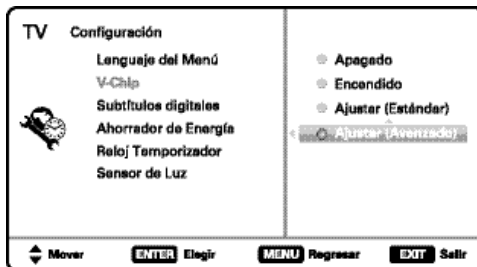 TV Configuración
Lenguaje del Menú
V-Chip
Subtítulos digitales
Ahorrador de Energía
Reloj Temporizador
Sensor de Luz
Apagado
Encendido
Ajustar (Estándar)
Ajustar (Avanzado)
Mover ENTER Elegir MENU Regresar EXIT Salir